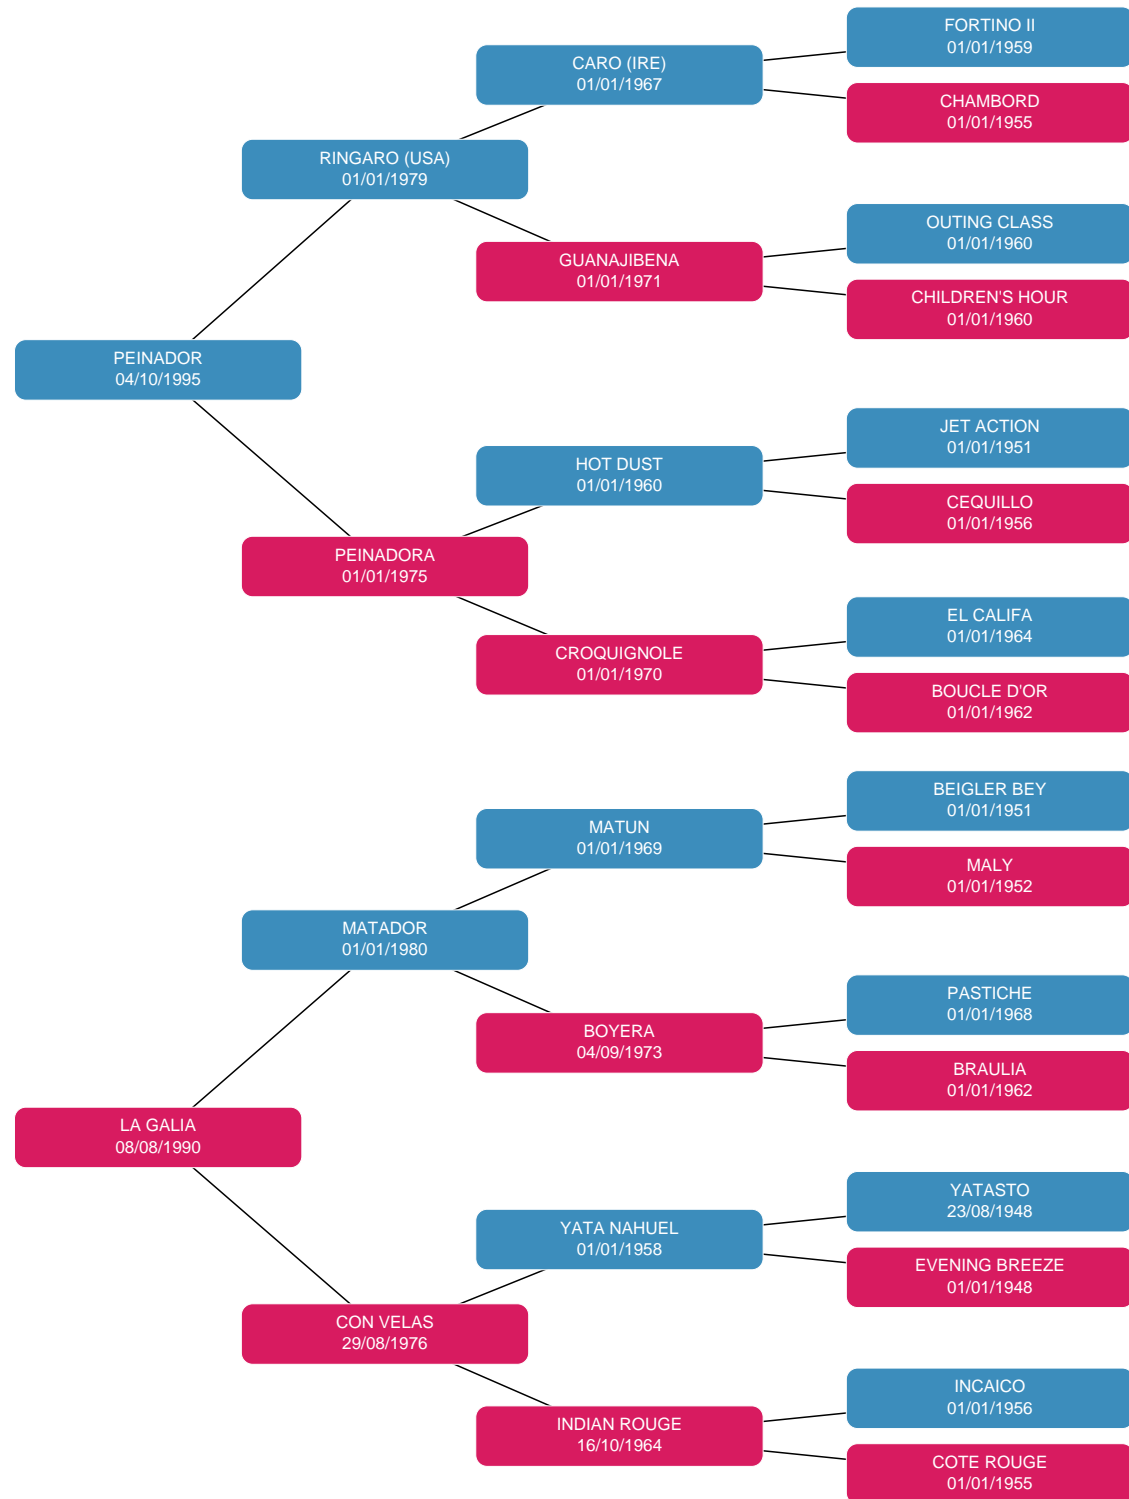 FORTINO II
01/01/1959
CARO (IRE)
01/01/1967
CHAMBORD
01/01/1955
RINGARO (USA)
01/01/1979
OUTING CLASS
01/01/1960
GUANAJIBENA
01/01/1971
CHILDREN'S HOUR
01/01/1960
PEINADOR
04/10/1995
JET ACTION
01/01/1951
HOT DUST
01/01/1960
CEQUILLO
01/01/1956
PEINADORA
01/01/1975
EL CALIFA
01/01/1964
CROQUIGNOLE
01/01/1970
BOUCLE D'OR
01/01/1962
BEIGLER BEY
01/01/1951
MATUN
01/01/1969
MALY
01/01/1952
MATADOR
01/01/1980
PASTICHE
01/01/1968
BOYERA
04/09/1973
BRAULIA
01/01/1962
LA GALIA
08/08/1990
YATASTO
23/08/1948
YATA NAHUEL
01/01/1958
EVENING BREEZE
01/01/1948
CON VELAS
29/08/1976
INCAICO
01/01/1956
INDIAN ROUGE
16/10/1964
COTE ROUGE
01/01/1955